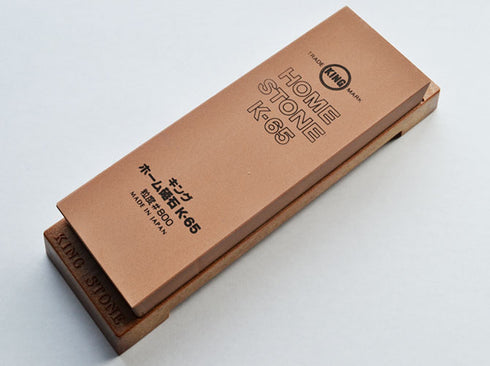 TRADE KING MARK
HOME
STONE
K-65
キング
ホーム砥石 K-65
粒度 #800
MADE IN JAPAN
KING STONE